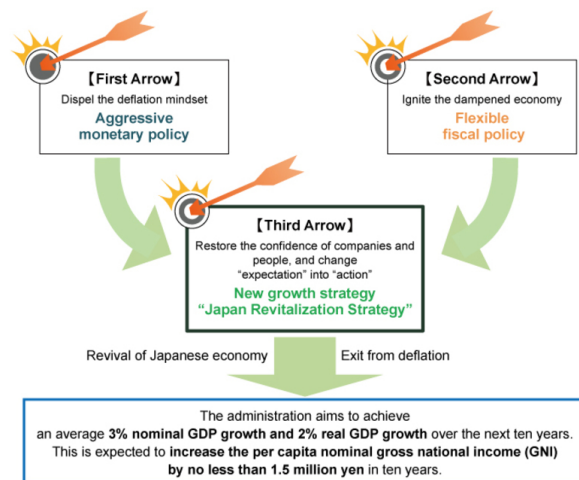 【First Arrow】
Dispel the deflation mindset
Aggressive
monetary policy
【Second Arrow】
Ignite the dampened economy
Flexible
fiscal policy
【Third Arrow】
Restore the confidence of companies and
people, and change
“expectation” into “action”
New growth strategy
“Japan Revitalization Strategy”
Revival of Japanese economy
Exit from deflation
The administration aims to achieve
an average 3% nominal GDP growth and 2% real GDP growth over the next ten years.
This is expected to increase the per capita nominal gross national income (GNI)
by no less than 1.5 million yen in ten years.